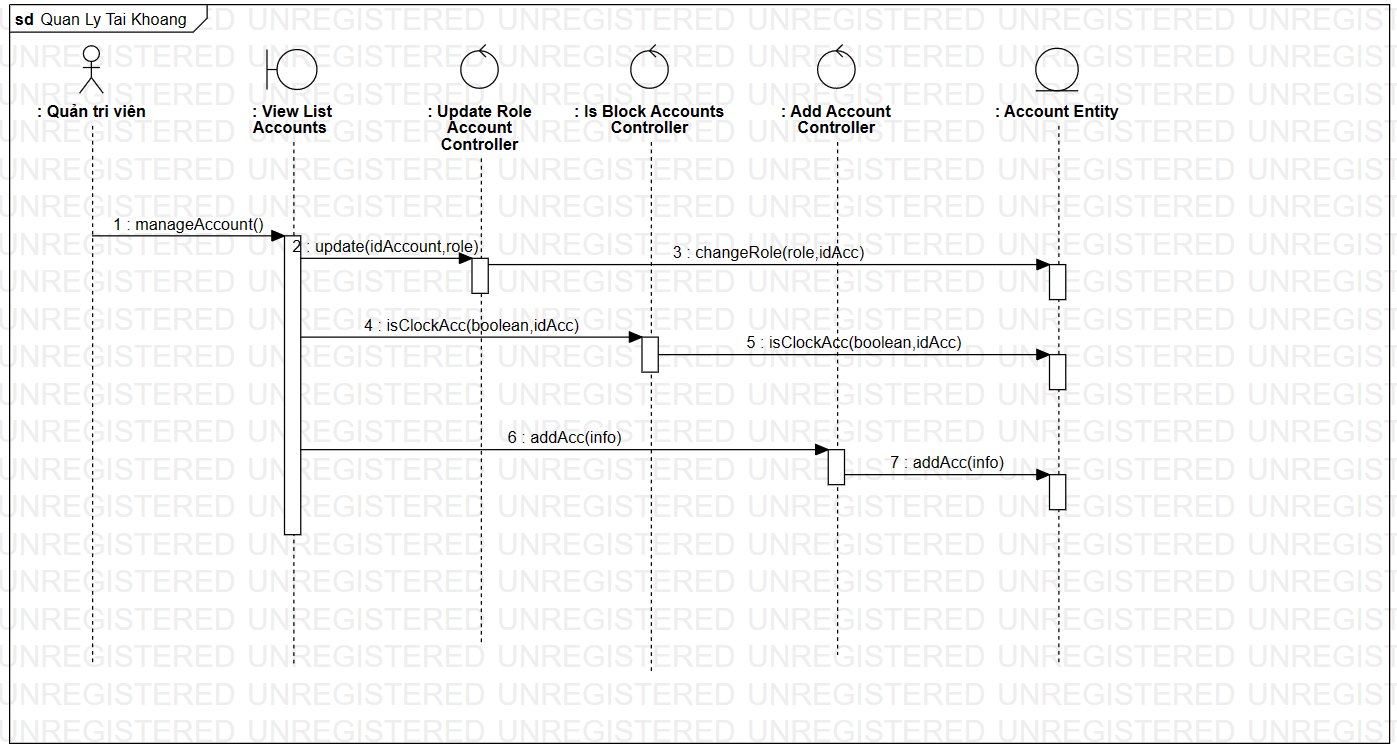 sd Quan Ly Tai Khoang
: Quản tri viên
: View List
Accounts
: Update Role
Account
Controller
: Is Block Accounts
Controller
: Add Account
Controller
: Account Entity
1 : manageAccount()
2 : update(idAccount,role)
3 : changeRole(role,idAcc)
4 : isClockAcc(boolean,idAcc)
5 : isClockAcc(boolean,idAcc)
6 : addAcc(info)
7 : addAcc(info)
UNREGISTERED